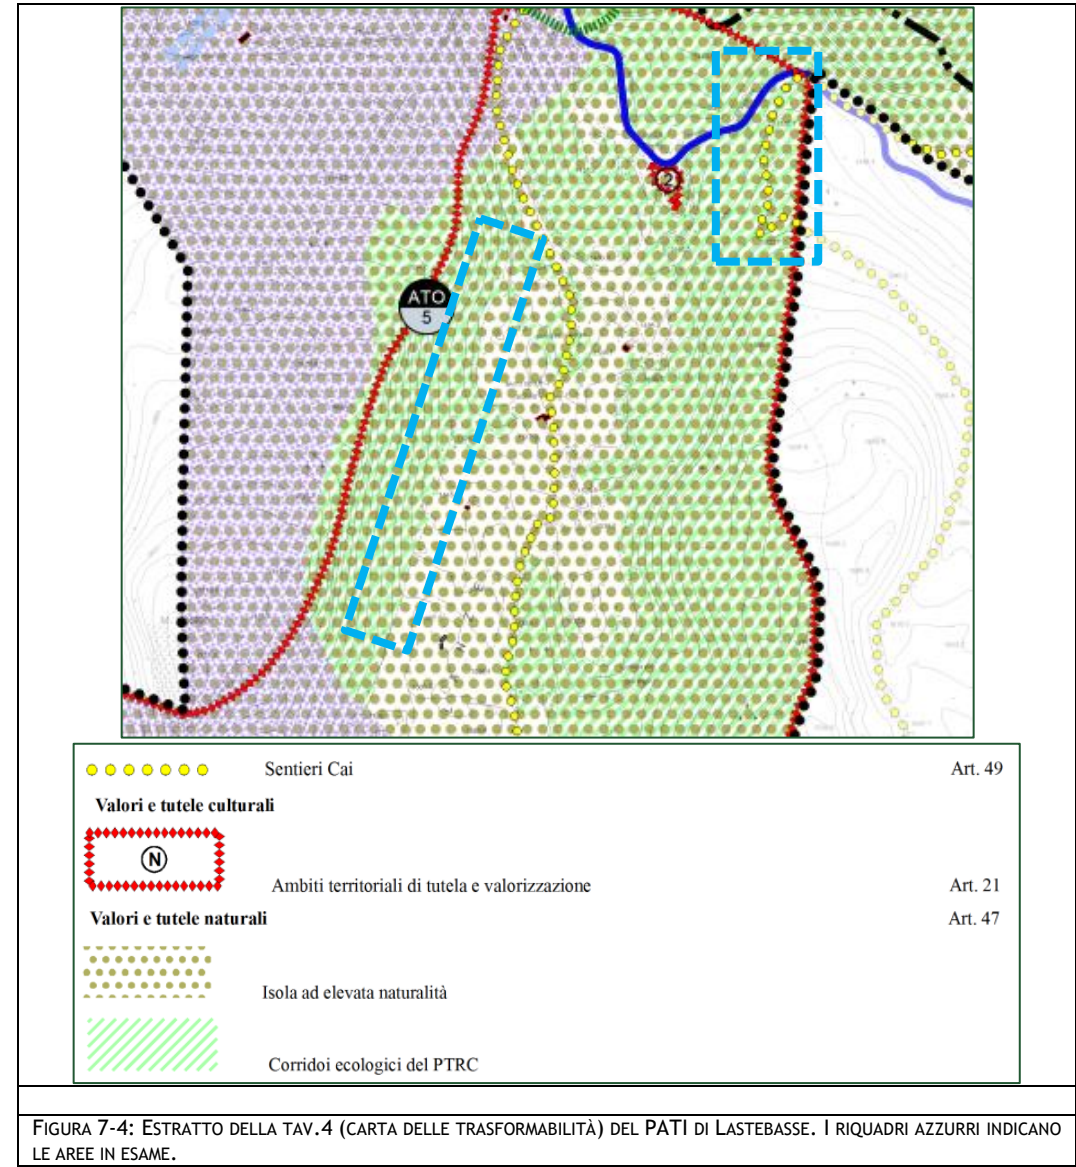 ATO
5
2
Sentieri Cai Art. 49
Valori e tutele culturali
N
Ambiti territoriali di tutela e valorizzazione Art. 21
Valori e tutele naturali Art. 47
Isola ad elevata naturalità
Corridoi ecologici del PTRC
FIGURA 7-4: ESTRATTO DELLA TAV.4 (CARTA DELLE TRASFORMABILITÀ) DEL PATI DI LASTEBASSE. I RIQUADRI AZZURRI INDICANO
LE AREE IN ESAME.